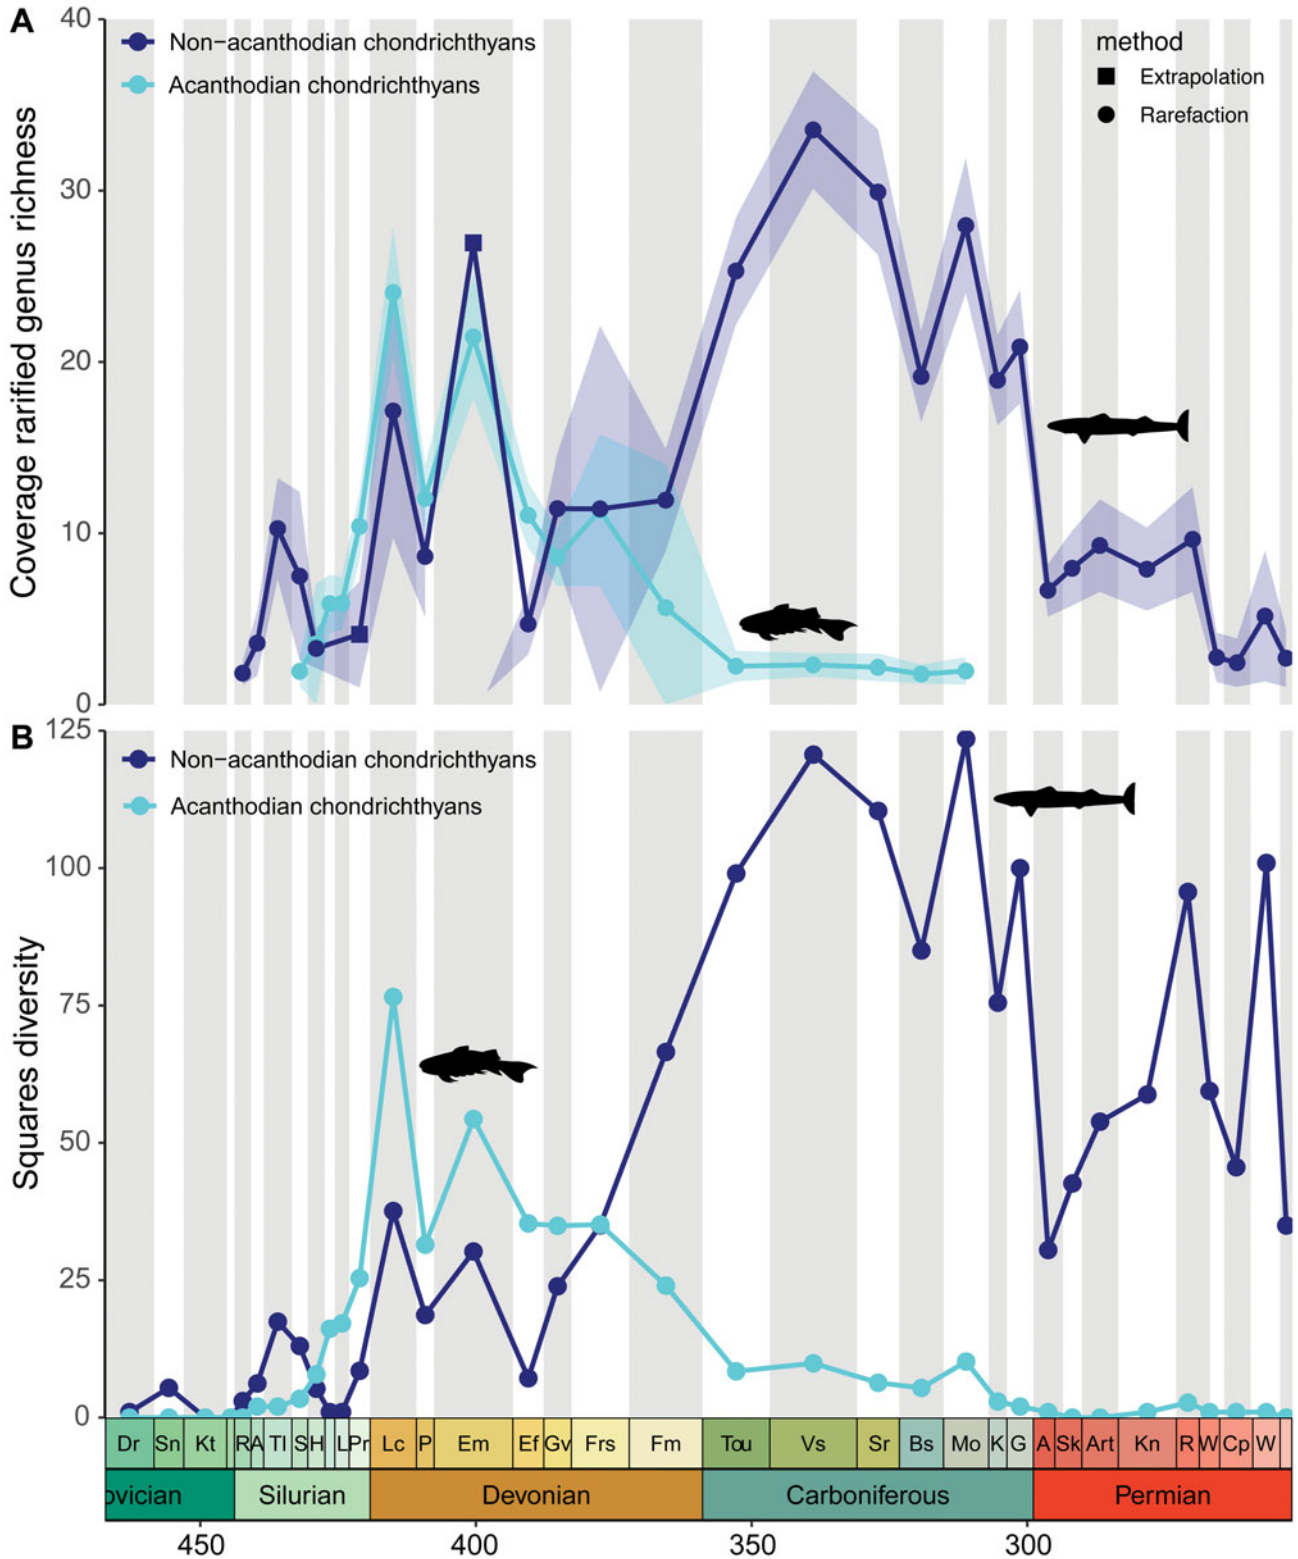 A
40
Non−acanthodian chondrichthyans
Acanthodian chondrichthyans
method
Extrapolation
Rarefaction
Coverage rarified genus richness
30
20
10
0
B
125
Non−acanthodian chondrichthyans
Acanthodian chondrichthyans
Squares diversity
100
75
50
25
0
Dr Sn Kt R A Tl S H L Pr Lc P Em Ef Gv Frs Fm Tou Vs Sr Bs Mo K G A Sk Art Kn R W Cp W
ovician Silurian Devonian Carboniferous Permian
450 400 350 300